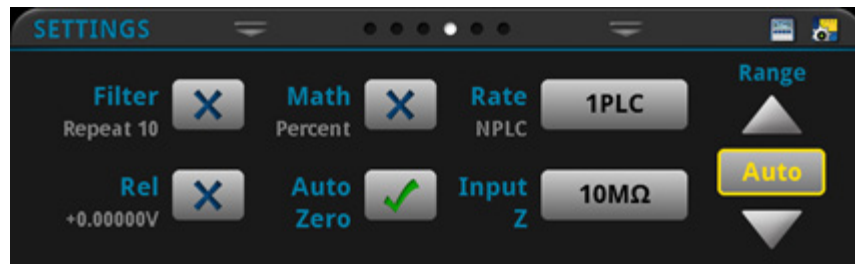 SETTINGS
Range
Filter
Repeat 10
Math
Percent
Rate
NPLC
1PLC
Rel
+0.00000V
Auto
Zero
Input
Z
10MΩ
Auto